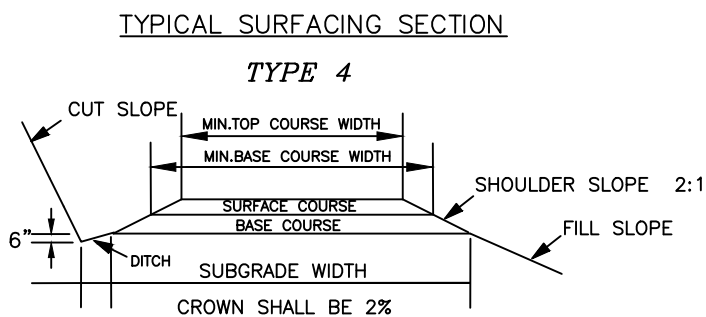 TYPICAL SURFACING SECTION
TYPE 4
CUT SLOPE
MIN.TOP COURSE WIDTH
MIN.BASE COURSE WIDTH
SHOULDER SLOPE 2:1
SURFACE COURSE
BASE COURSE
FILL SLOPE
6"
DITCH
SUBGRADE WIDTH
CROWN SHALL BE 2%